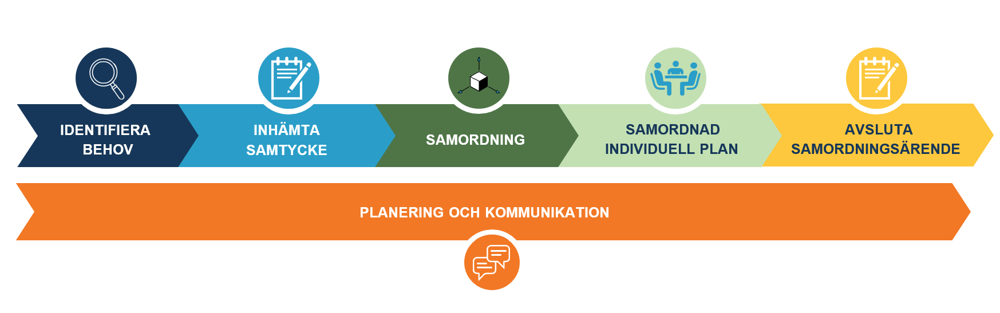 IDENTIFIERA
BEHOV
INHÄMTA
SAMTYCKE
SAMORDNING
SAMORDNAD
INDIVIDUELL PLAN
AVSLUTA
SAMORDNINGSÄRENDE
PLANERING OCH KOMMUNIKATION